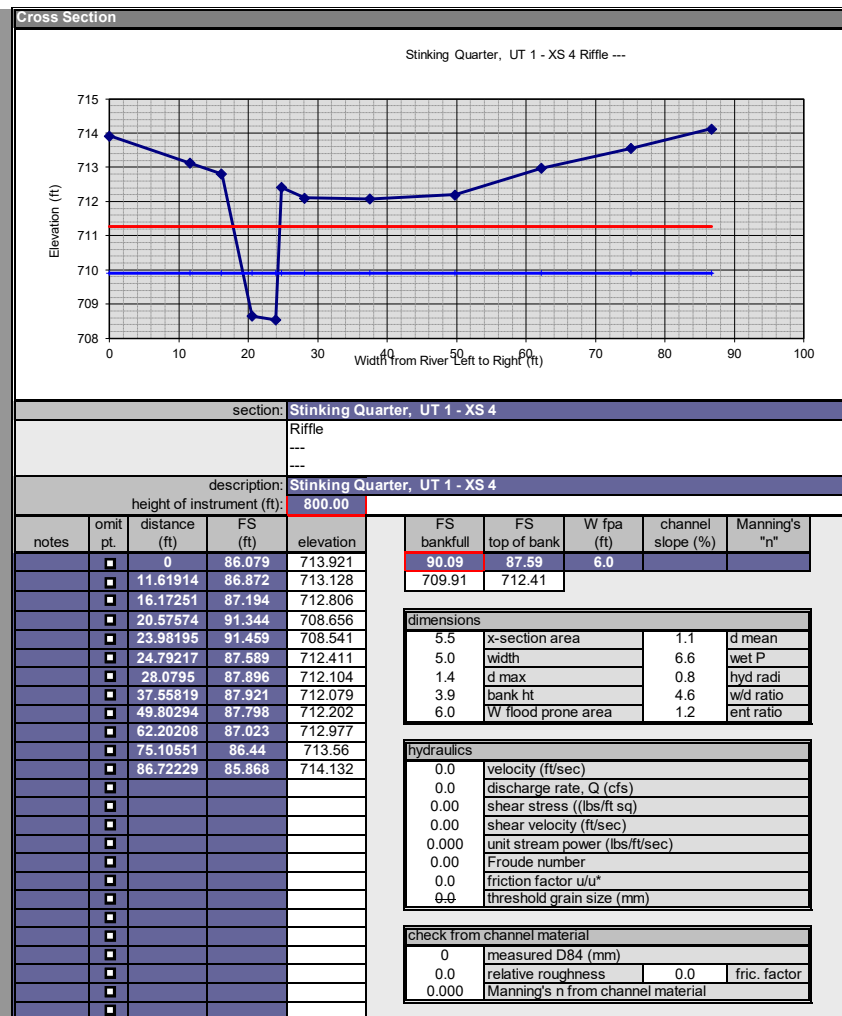 Cross Section
Stinking Quarter, UT 1 - XS 4 Riffle ---
715
714
713
712
711
710
709
708
Elevation (ft)
0 10 20 30 40 50 60 70 80 90 100
Width from River Left to Right (ft)
section: Stinking Quarter, UT 1 - XS 4
Riffle
---
---
description: Stinking Quarter, UT 1 - XS 4
height of instrument (ft): 800.00
omit distance FS FS FS W fpa channel Manning's
notes pt. (ft) (ft) elevation bankfull top of bank (ft) slope (%) "n"
0 86.079 713.921 90.09 87.59 6.0
11.61914 86.872 713.128 709.91 712.41
16.17251 87.194 712.806
20.57574 91.344 708.656 dimensions
23.98195 91.459 708.541 5.5 x-section area 1.1 d mean
24.79217 87.589 712.411 5.0 width 6.6 wet P
28.0795 87.896 712.104 1.4 d max 0.8 hyd radi
37.55819 87.921 712.079 3.9 bank ht 4.6 w/d ratio
49.80294 87.798 712.202 6.0 W flood prone area 1.2 ent ratio
62.20208 87.023 712.977
75.10551 86.44 713.56 hydraulics
86.72229 85.868 714.132 0.0 velocity (ft/sec)
0.0 discharge rate, Q (cfs)
0.00 shear stress ((lbs/ft sq)
0.00 shear velocity (ft/sec)
0.000 unit stream power (lbs/ft/sec)
0.00 Froude number
0.0 friction factor u/u*
0.0 threshold grain size (mm)
check from channel material
0 measured D84 (mm)
0.0 relative roughness 0.0 fric. factor
0.000 Manning's n from channel material